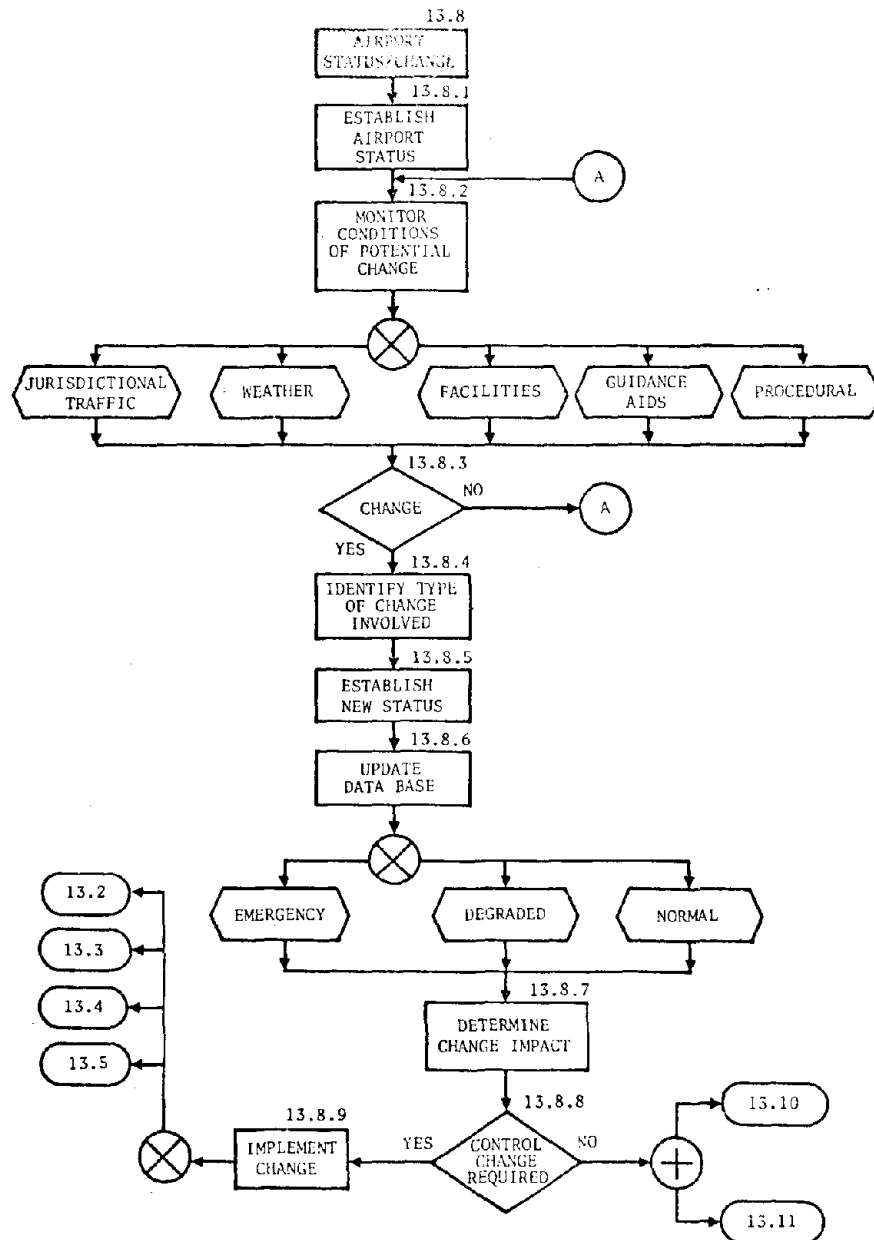 13.8
AIRPORT
STATUS/CHANGE
13.8.1
ESTABLISH
AIRPORT
STATUS
A
13.8.2
MONITOR
CONDITIONS
OF POTENTIAL
CHANGE
JURISDICTIONAL
TRAFFIC
WEATHER
FACILITIES
GUIDANCE
AIDS
PROCEDURAL
13.8.3
CHANGE
NO
A
YES
13.8.4
IDENTIFY TYPE
OF CHANGE
INVOLVED
13.8.5
ESTABLISH
NEW STATUS
13.8.6
UPDATE
DATA BASE
EMERGENCY
DEGRADED
NORMAL
13.2
13.3
13.4
13.5
13.8.7
DETERMINE
CHANGE IMPACT
13.8.8
CONTROL
CHANGE
REQUIRED
YES
NO
13.8.9
IMPLEMENT
CHANGE
13.10
13.11